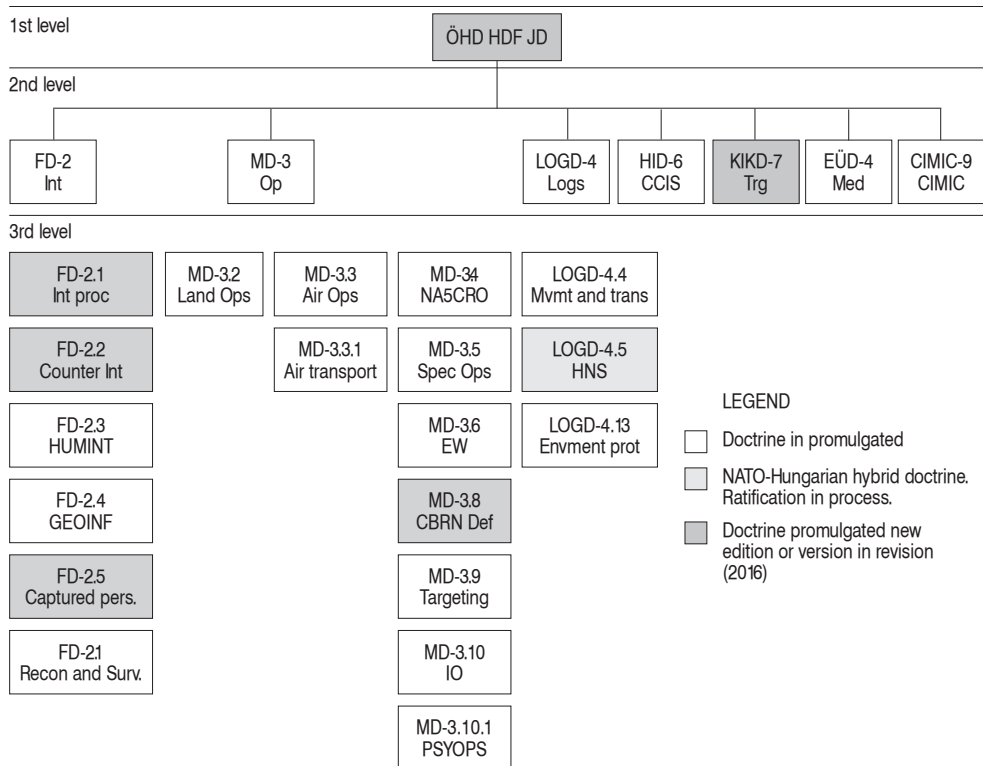 1st level
ÖHD HDF JD
2nd level
FD-2
Int
MD-3
Op
LOGD-4
Logs
HID-6
CCIS
KIKD-7
Trg
EÜD-4
Med
CIMIC-9
CIMIC
3rd level
FD-2.1
Int proc
MD-3.2
Land Ops
MD-3.3
Air Ops
MD-34
NA5CRO
LOGD-4.4
Mvmt and trans
FD-2.2
Counter Int
MD-3.3.1
Air transport
MD-3.5
Spec Ops
LOGD-4.5
HNS
FD-2.3
HUMINT
MD-3.6
EW
LOGD-4.13
Envment prot
FD-2.4
GEOINF
MD-3.8
CBRN Def
FD-2.5
Captured pers.
MD-3.9
Targeting
FD-2.1
Recon and Surv.
MD-3.10
IO
MD-3.10.1
PSYOPS
LEGEND
Doctrine in promulgated
NATO-Hungarian hybrid doctrine.
Ratification in process.
Doctrine promulgated new
edition or version in revision
(2016)